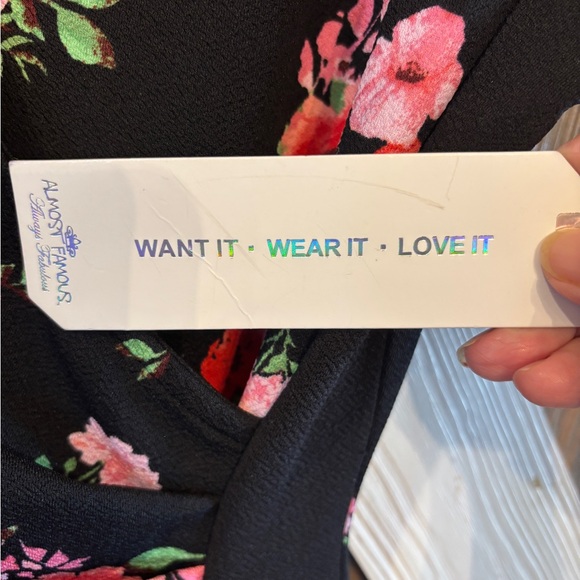 ALMOST FAMOUS
Always Fabulous
WANT IT · WEAR IT · LOVE IT